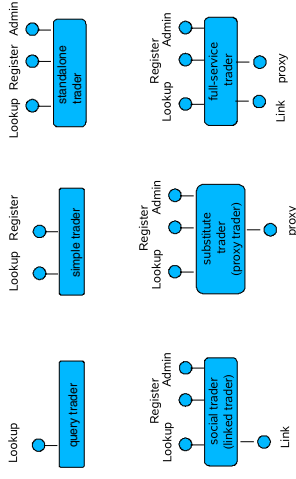 Lookup
query trader
Lookup
Register
simple trader
Lookup
Register
Admin
standalone
trader
Lookup
Register
Admin
social trader
(linked trader)
Link
Lookup
Register
Admin
substitute
trader
(proxy trader)
proxy
Lookup
Register
Admin
full-service
trader
Link
proxy